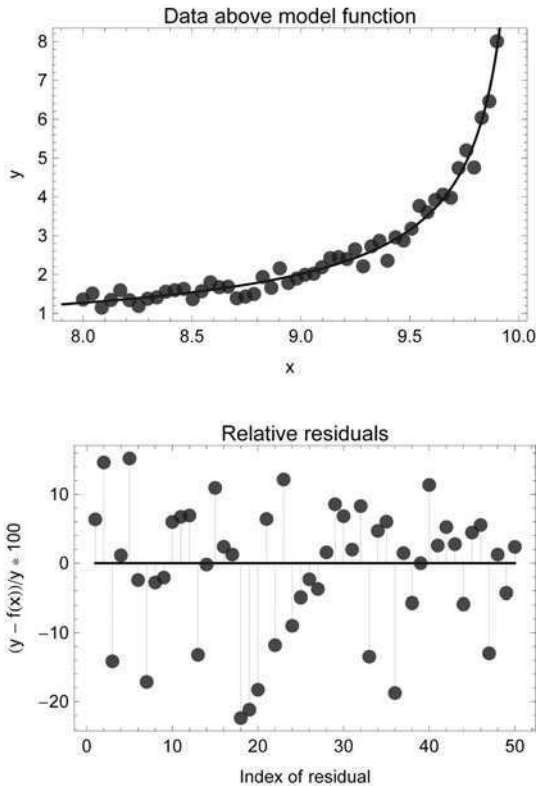 Data above model function
8
7
6
5
4
3
2
1
y
8.0 8.5 9.0 9.5 10.0
x
Relative residuals
10
0
−10
−20
(y − f(x))/y * 100
0 10 20 30 40 50
Index of residual